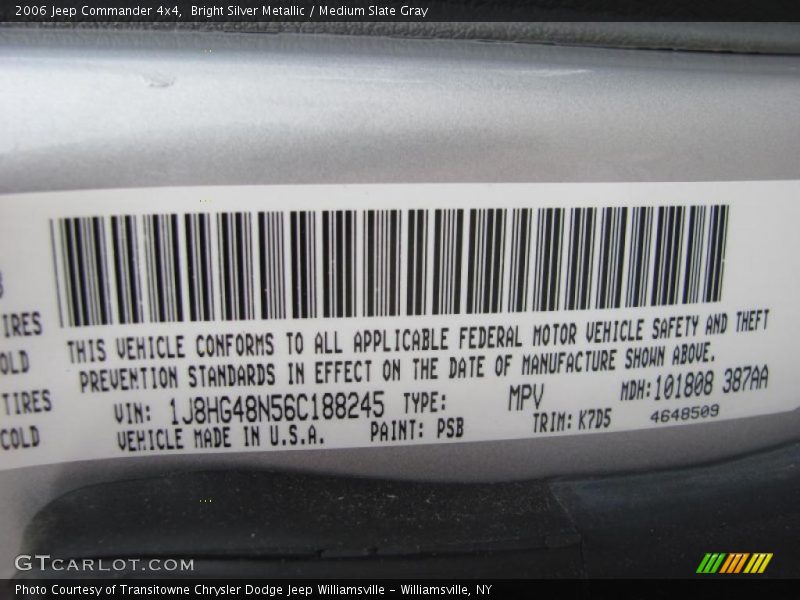 2006 Jeep Commander 4x4, Bright Silver Metallic / Medium Slate Gray
IRES
OLD
TIRES
COLD
THIS VEHICLE CONFORMS TO ALL APPLICABLE FEDERAL MOTOR VEHICLE SAFETY AND THEFT
PREVENTION STANDARDS IN EFFECT ON THE DATE OF MANUFACTURE SHOWN ABOVE.
VIN: 1J8HG48N56C188245 TYPE: MPV MDH: 101808 387AA
VEHICLE MADE IN U.S.A. PAINT: PSB TRIM: K7D5 4648509
GTCARLOT.COM
Photo Courtesy of Transitowne Chrysler Dodge Jeep Williamsville – Williamsville, NY